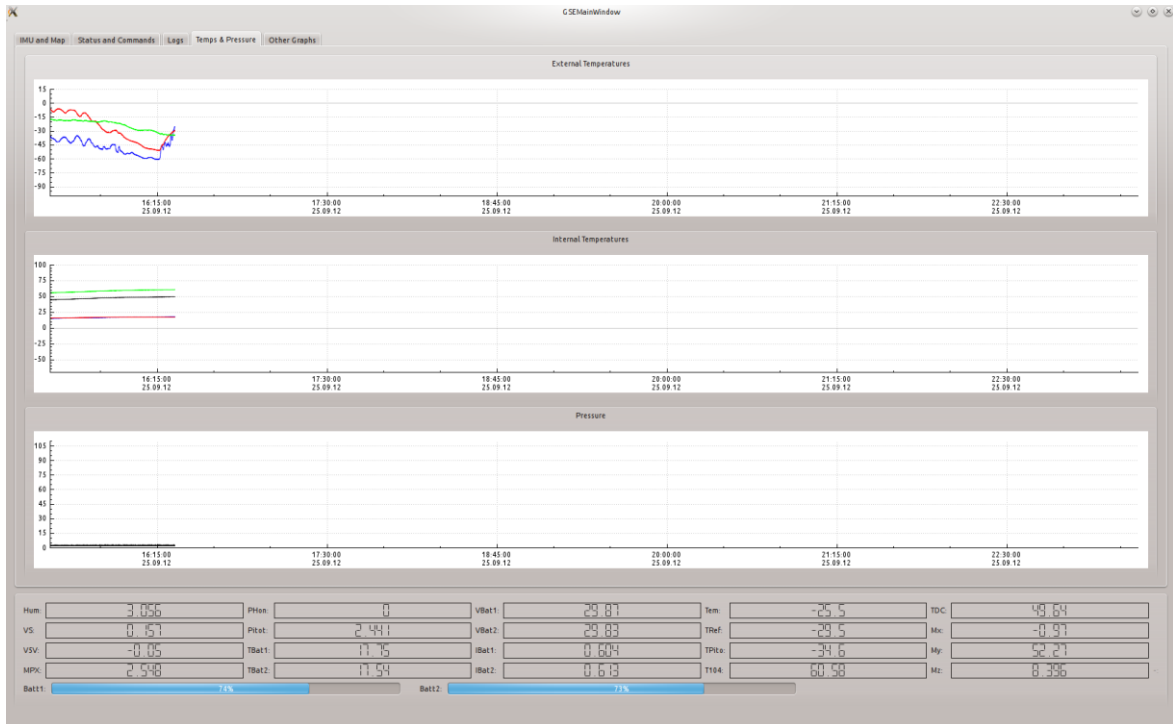 GSEMainWindow
IMU and Map Status and Commands Logs Temps & Pressure Other Graphs
External Temperatures
15
0
-15
-30
-45
-60
-75
-90
16:15:00 17:30:00 18:45:00 20:00:00 21:15:00 22:30:00
25.09.12 25.09.12 25.09.12 25.09.12 25.09.12 25.09.12
Internal Temperatures
100
75
50
25
0
-25
-50
16:15:00 17:30:00 18:45:00 20:00:00 21:15:00 22:30:00
25.09.12 25.09.12 25.09.12 25.09.12 25.09.12 25.09.12
Pressure
105
90
75
60
45
30
15
0
16:15:00 17:30:00 18:45:00 20:00:00 21:15:00 22:30:00
25.09.12 25.09.12 25.09.12 25.09.12 25.09.12 25.09.12
Hum: 3.056 PHon: 0 VBat1: 29.87 Tem: -25.5 TDC: 49.64
VS: 0.157 Pitot: 2.441 VBat2: 29.83 TRef: -29.5 Mx: -0.97
VSV: -0.05 TBat1: 17.75 IBat1: 0.604 TPito: -34.6 My: 52.27
MPX: 2.548 TBat2: 17.54 IBat2: 0.613 T104: 60.58 Mz: 8.396
Batt1: 74% Batt2: 73%